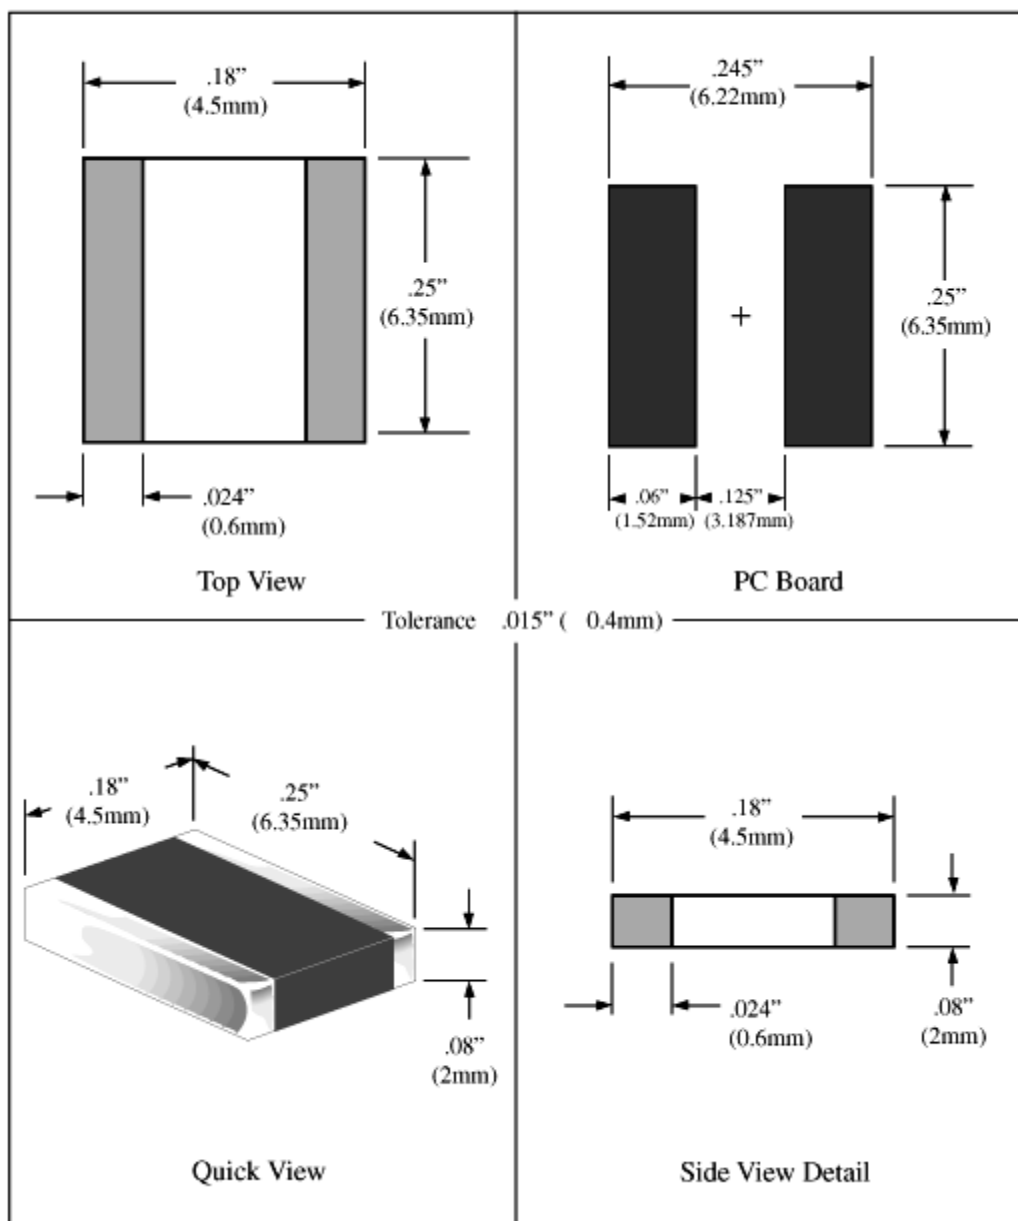 .18”
(4.5mm)
.25”
(6.35mm)
.024”
(0.6mm)
Top View
.245”
(6.22mm)
+
.25”
(6.35mm)
.06”
(1.52mm)
.125”
(3.187mm)
PC Board
Tolerance .015” ( 0.4mm)
.18”
(4.5mm)
.25”
(6.35mm)
.08”
(2mm)
Quick View
.18”
(4.5mm)
.024”
(0.6mm)
.08”
(2mm)
Side View Detail